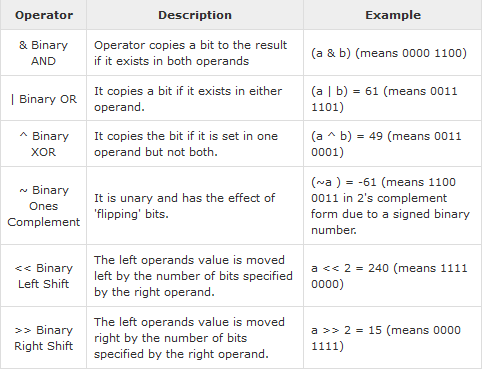 Operator Description Example
& Binary AND
Operator copies a bit to the result
if it exists in both operands
(a & b) (means 0000 1100)
| Binary OR
It copies a bit if it exists in either
operand.
(a | b) = 61 (means 0011
1101)
^ Binary
XOR
It copies the bit if it is set in one
operand but not both.
(a ^ b) = 49 (means 0011
0001)
~ Binary
Ones
Complement
It is unary and has the effect of
'flipping' bits.
(~a ) = -61 (means 1100
0011 in 2's complement
form due to a signed binary
number.
<< Binary
Left Shift
The left operands value is moved
left by the number of bits specified
by the right operand.
a << 2 = 240 (means 1111
0000)
>> Binary
Right Shift
The left operands value is moved
right by the number of bits
specified by the right operand.
a >> 2 = 15 (means 0000
1111)